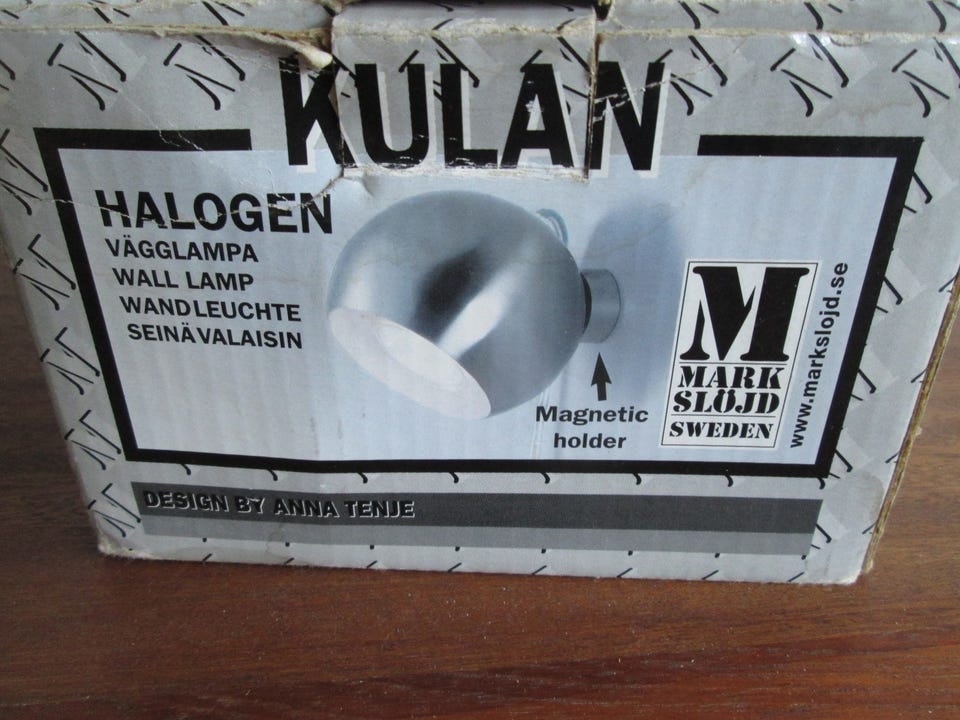 KULAN
HALOGEN
VÄGGLAMPA
WALL LAMP
WANDLEUCHTE
SEINÄVALAISIN
Magnetic
holder
M
MARK
SLÖJD
SWEDEN
www.markslojd.se
DESIGN BY ANNA TENJE